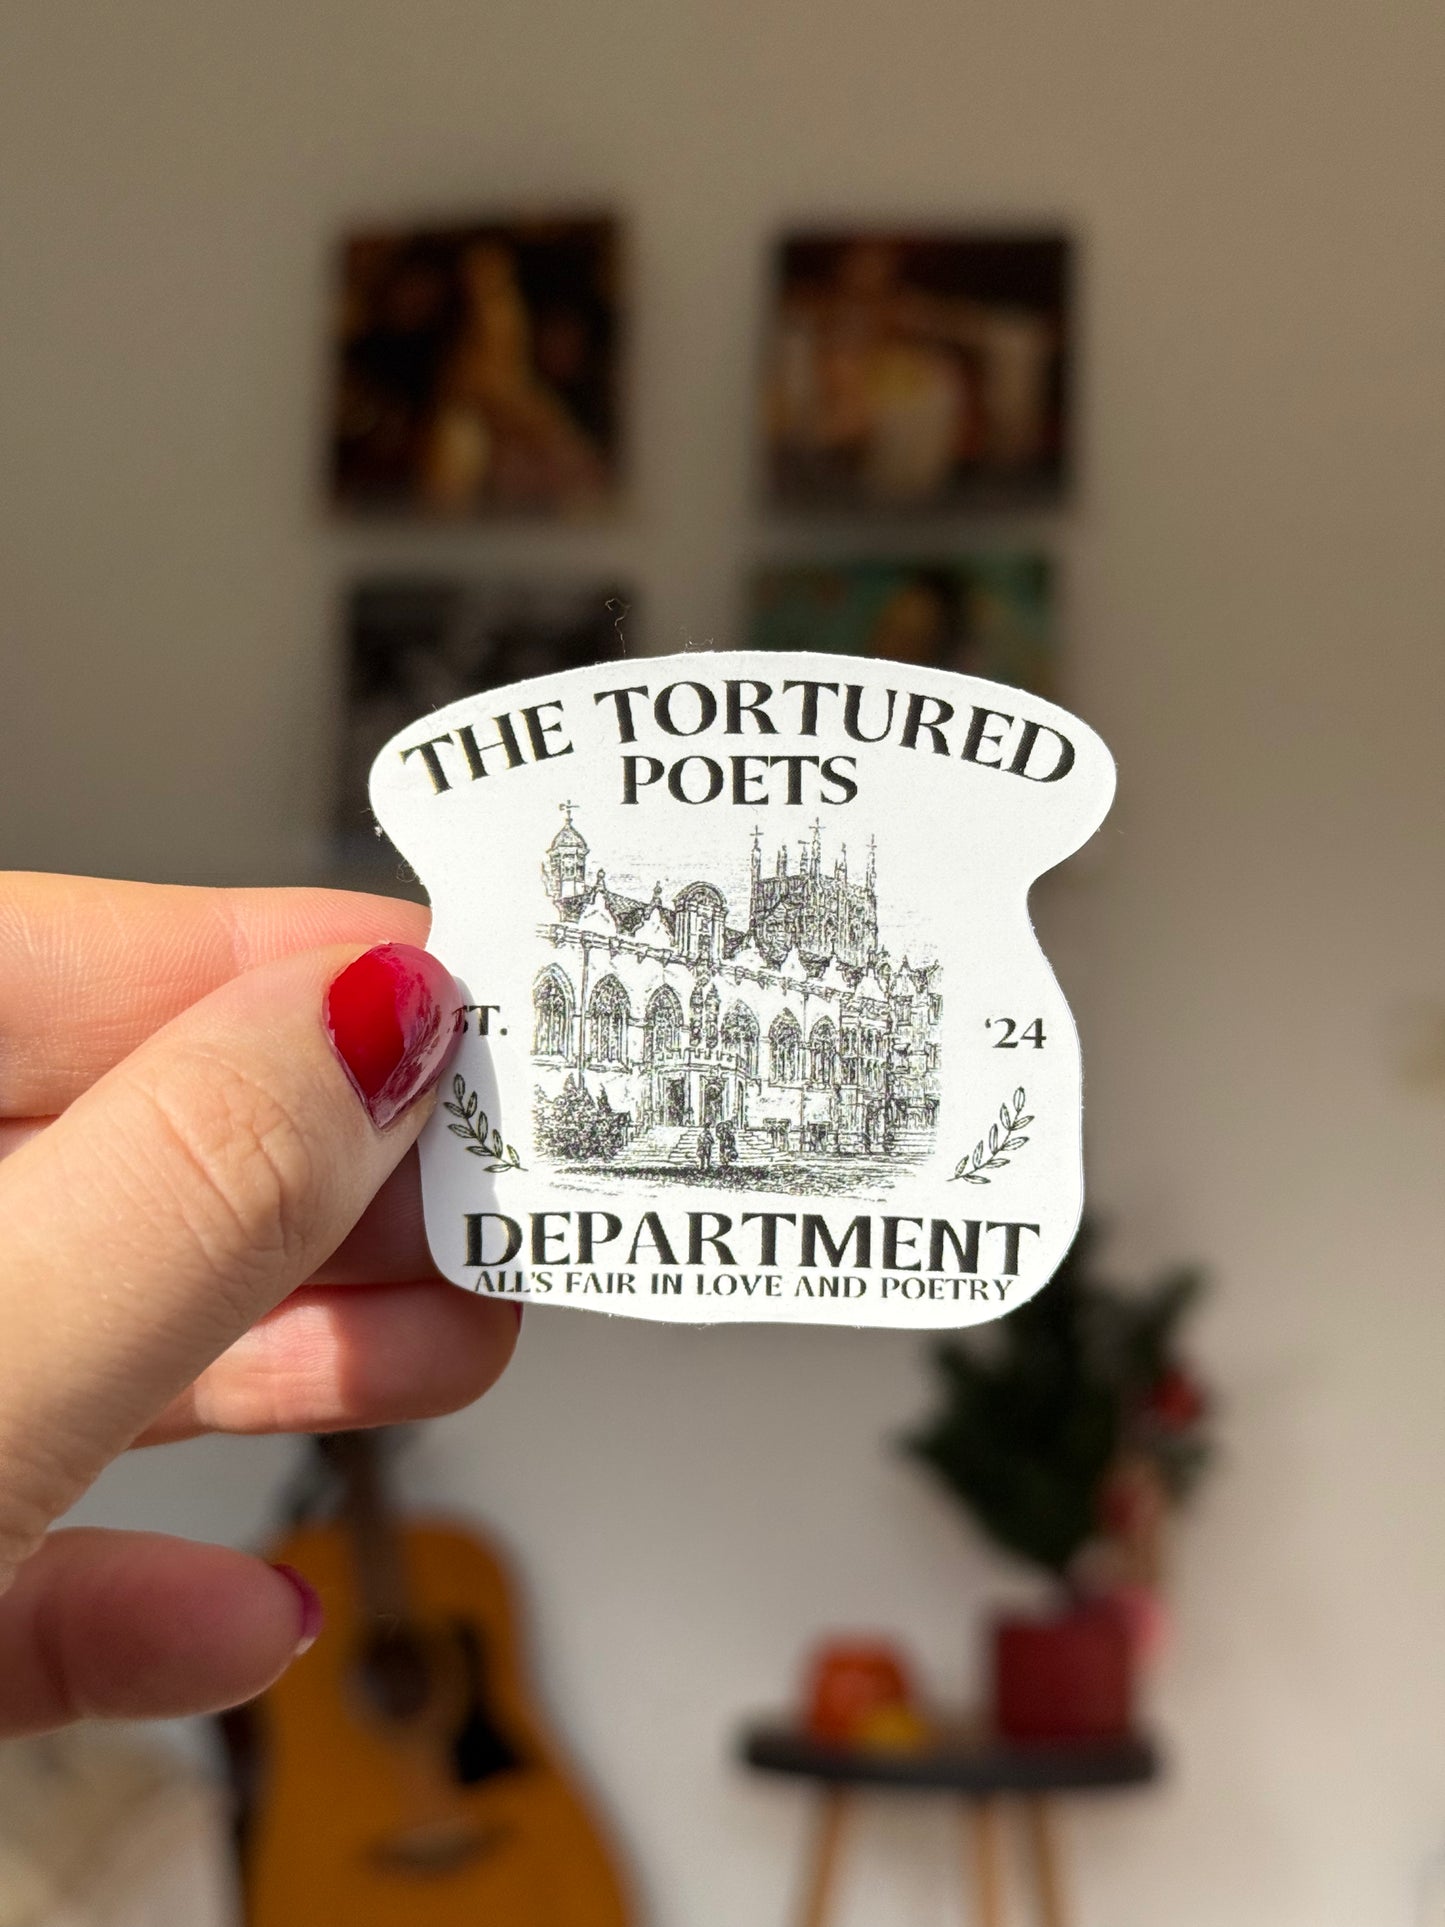 THE TORTURED
POETS
ST. '24
DEPARTMENT
ALL'S FAIR IN LOVE AND POETRY